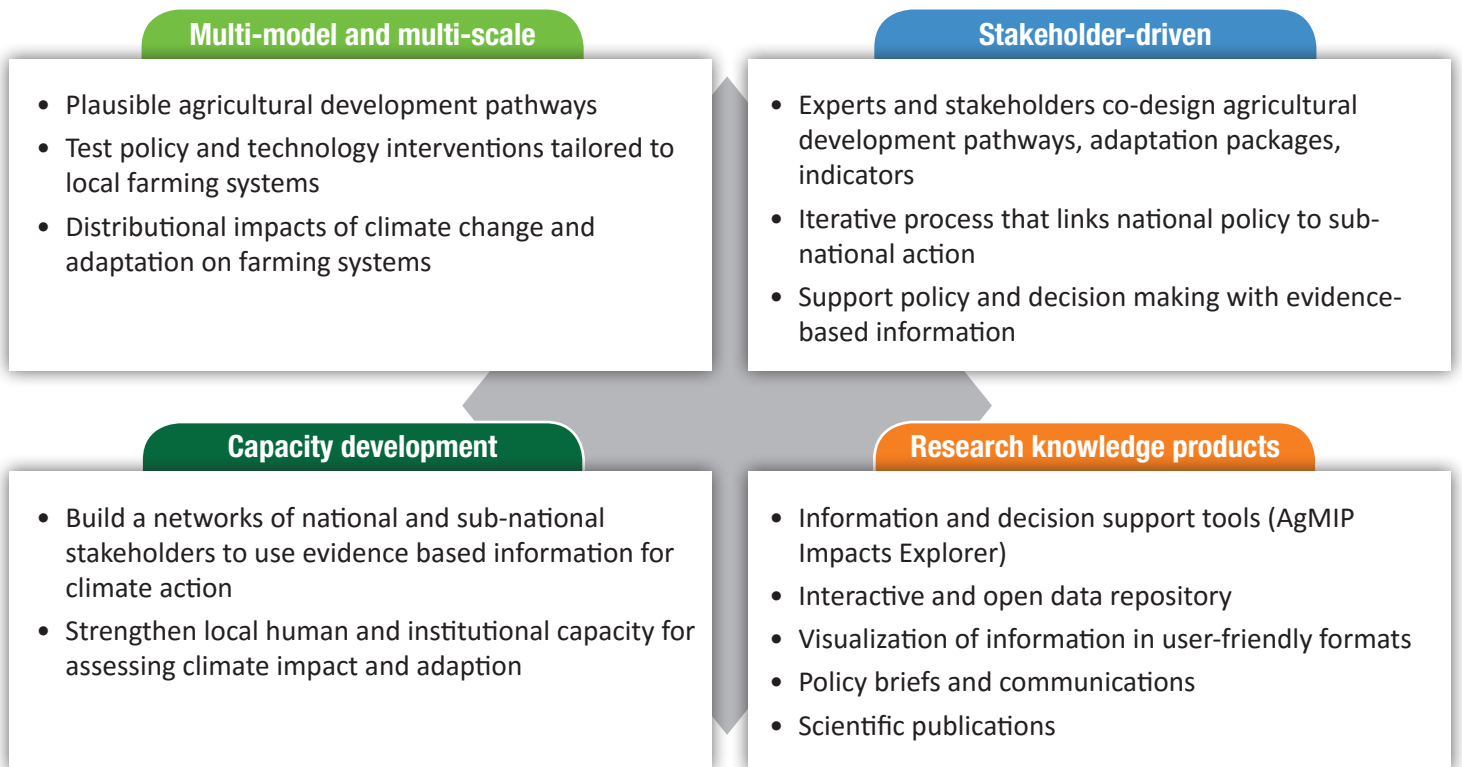 Multi-model and multi-scale
• Plausible agricultural development pathways
• Test policy and technology interventions tailored to
local farming systems
• Distributional impacts of climate change and
adaptation on farming systems
Stakeholder-driven
• Experts and stakeholders co-design agricultural
development pathways, adaptation packages,
indicators
• Iterative process that links national policy to sub-
national action
• Support policy and decision making with evidence-
based information
Capacity development
• Build a networks of national and sub-national
stakeholders to use evidence based information for
climate action
• Strengthen local human and institutional capacity for
assessing climate impact and adaption
Research knowledge products
• Information and decision support tools (AgMIP
Impacts Explorer)
• Interactive and open data repository
• Visualization of information in user-friendly formats
• Policy briefs and communications
• Scientific publications